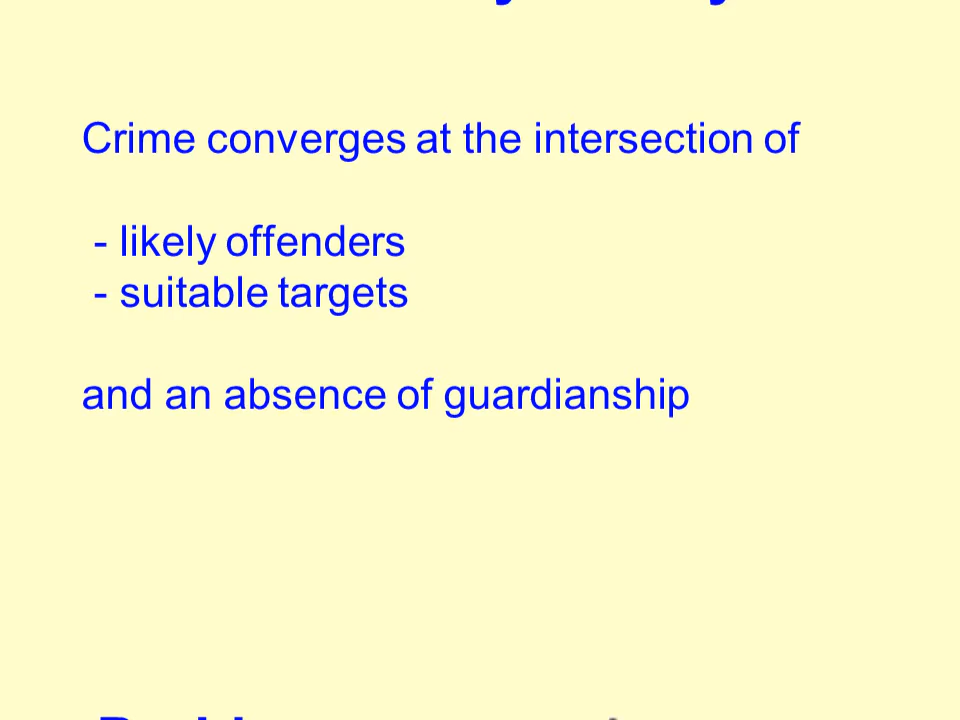 Crime converges at the intersection of
- likely offenders
- suitable targets
and an absence of guardianship